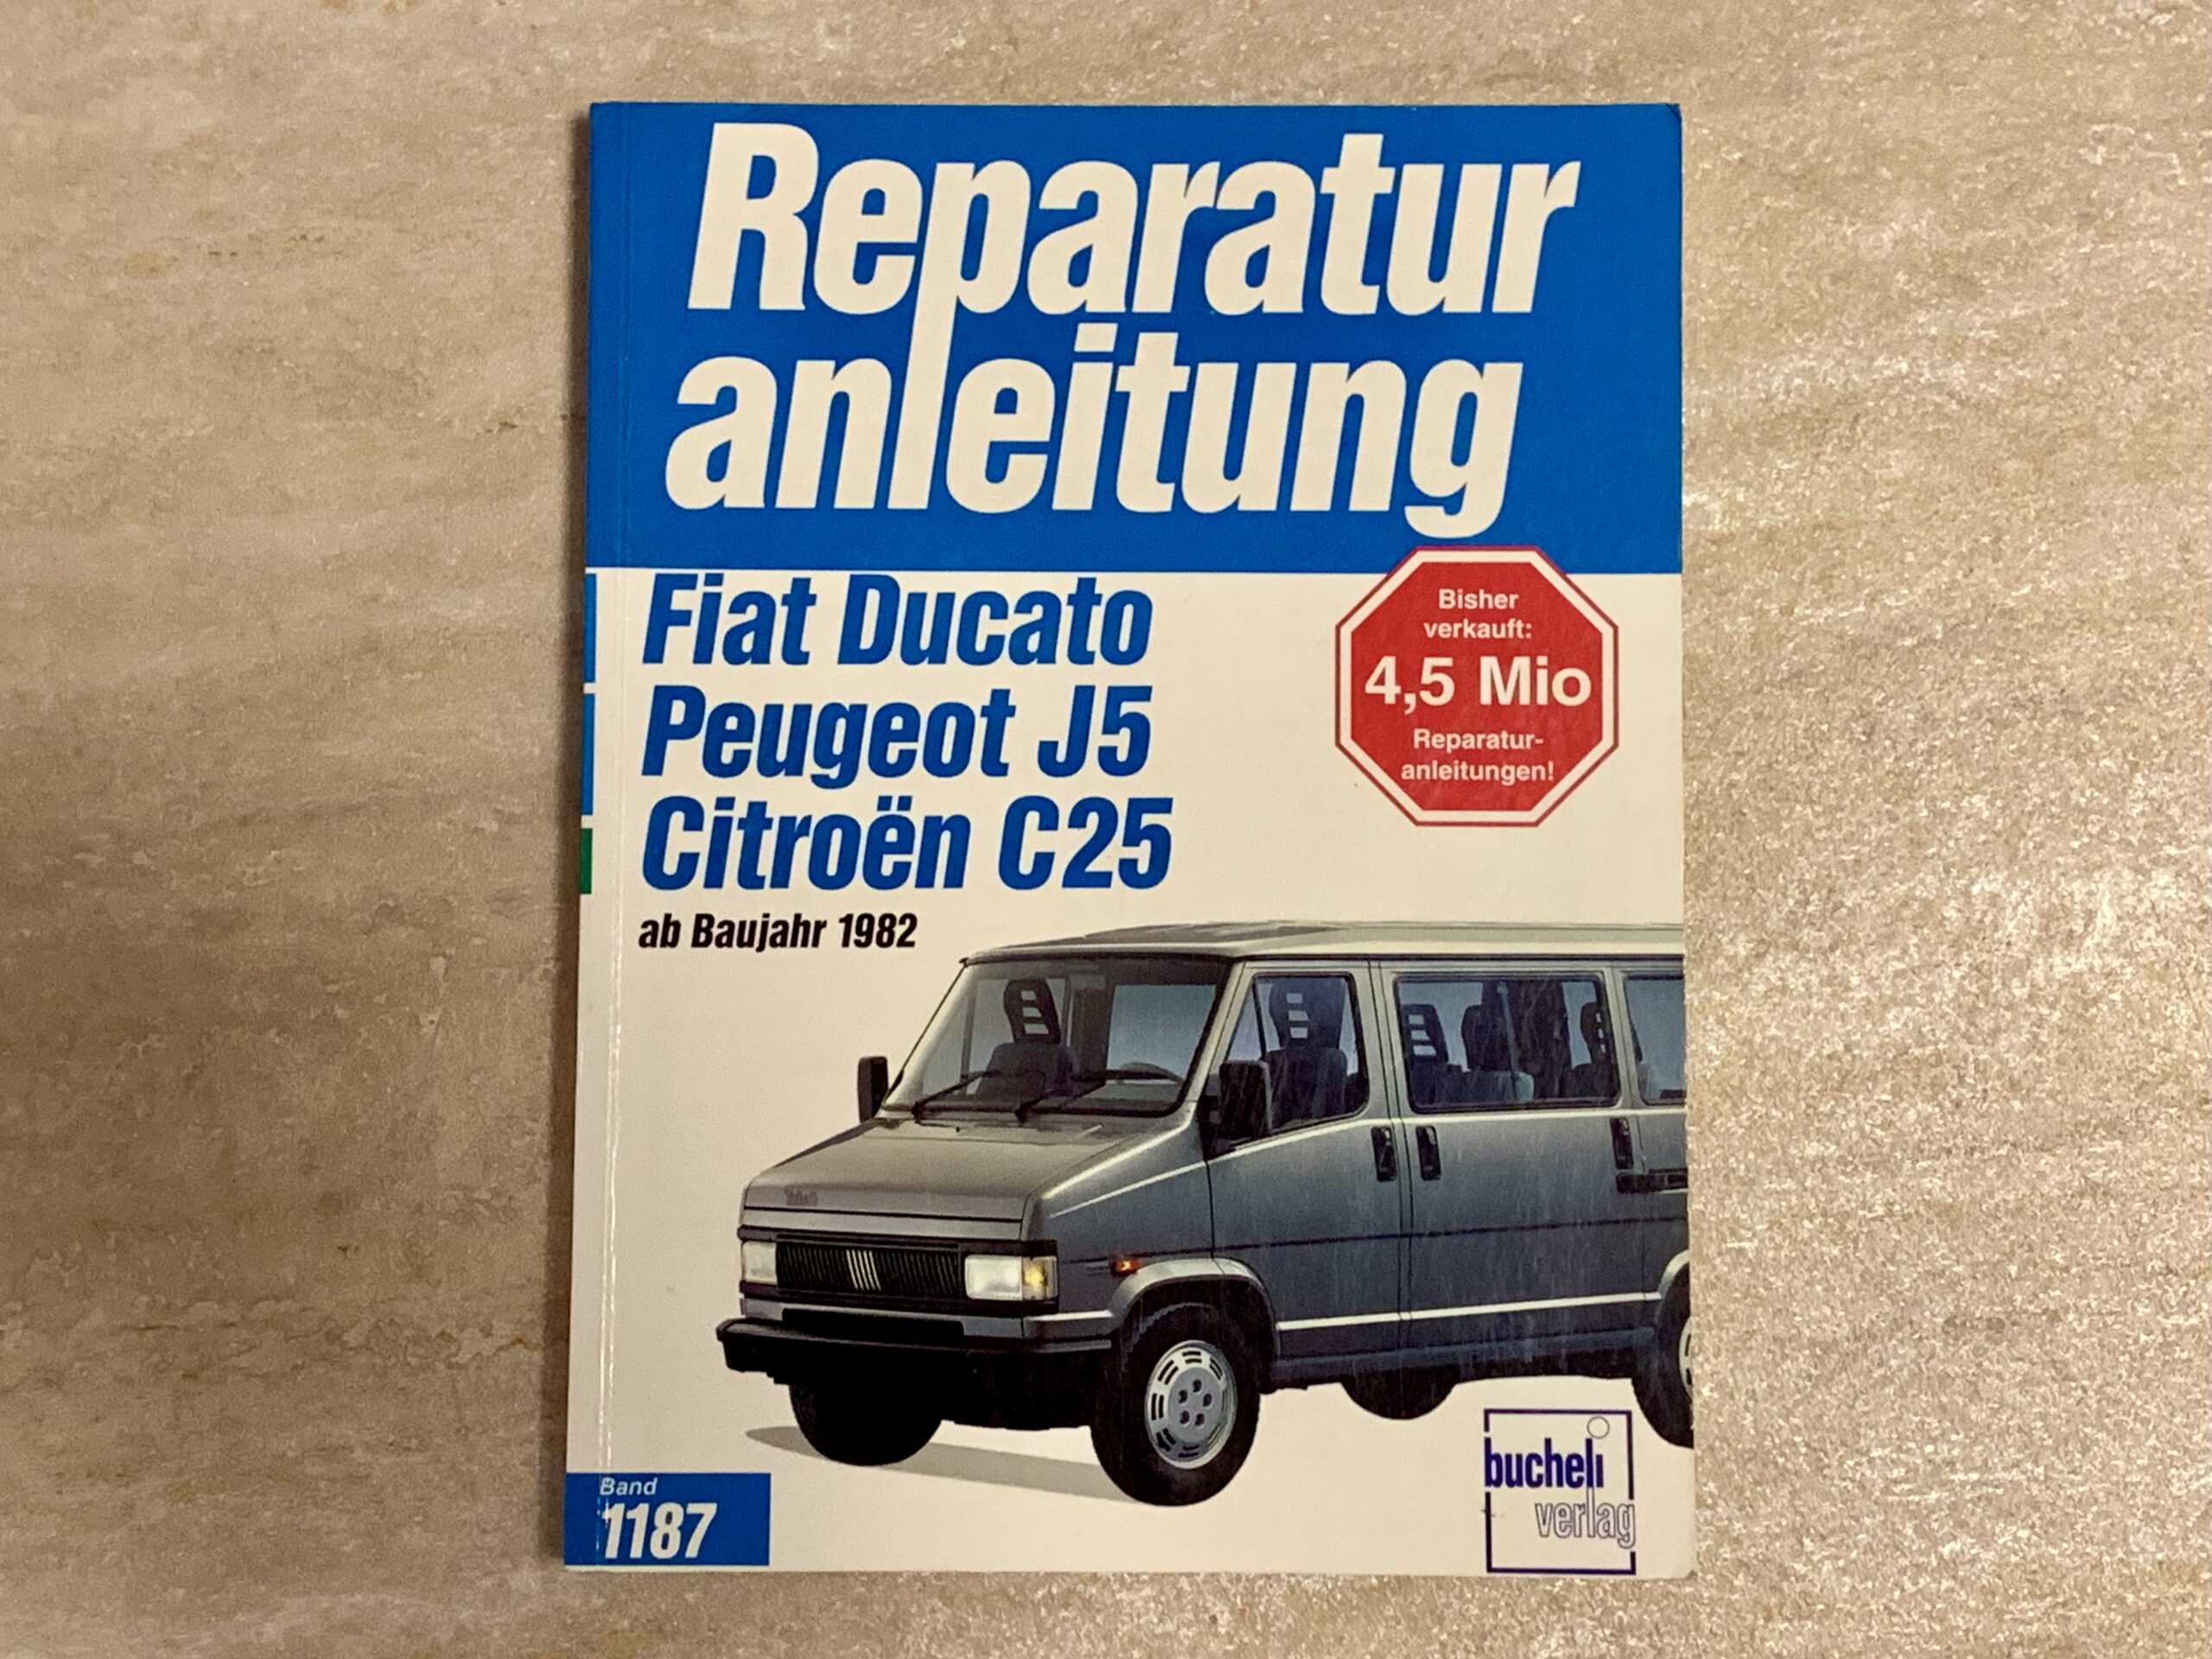 Reparatur
anleitung
Fiat Ducato
Peugeot J5
Citroën C25
ab Baujahr 1982
Bisher
verkauft:
4,5 Mio
Reparatur-
anleitungen!
Band
1187
bucheli
verlag